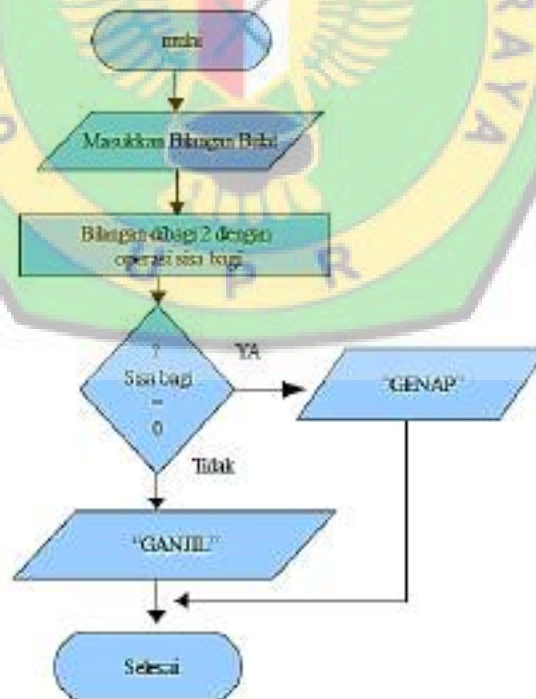 mulai
Masukkan Bilangan Bulat
Bilangan dibagi 2 dengan
operasi sisa bagi
?
Sisa bagi
=
0
YA
"GENAP"
Tidak
"GANJIL"
Selesai
RAYA
U P R